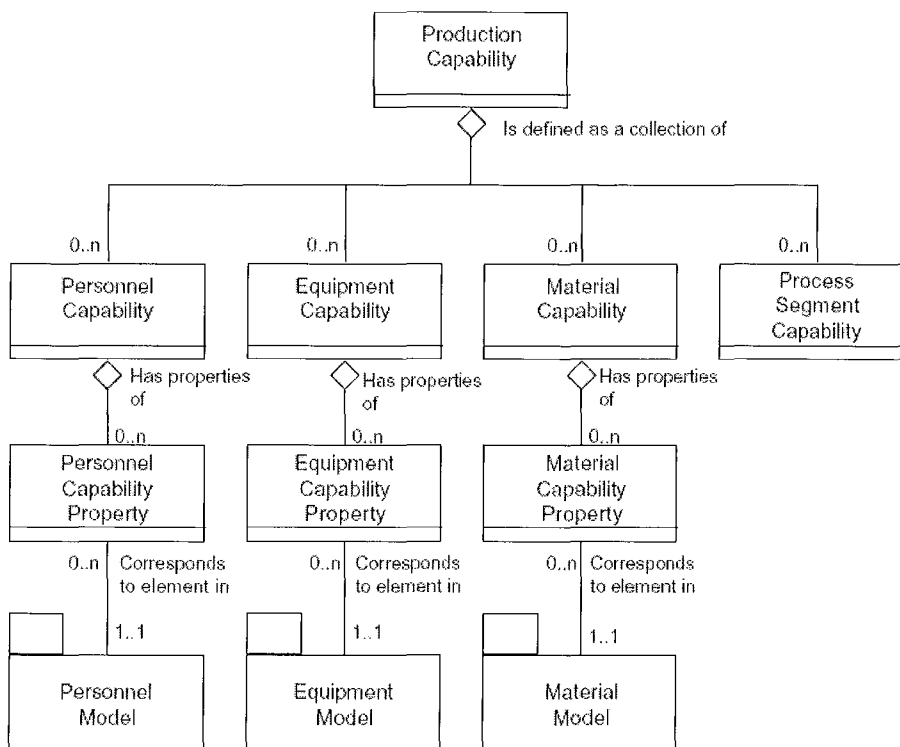 Production
Capability
Is defined as a collection of
0..n
0..n
0..n
0..n
Personnel
Capability
Equipment
Capability
Material
Capability
Process
Segment
Capability
Has properties
of
Has properties
of
Has properties
of
0..n
0..n
0..n
Personnel
Capability
Property
Equipment
Capability
Property
Material
Capability
Property
0..n
Corresponds
to element in
0..n
Corresponds
to element in
0..n
Corresponds
to element in
1..1
1..1
1..1
Personnel
Model
Equipment
Model
Material
Model